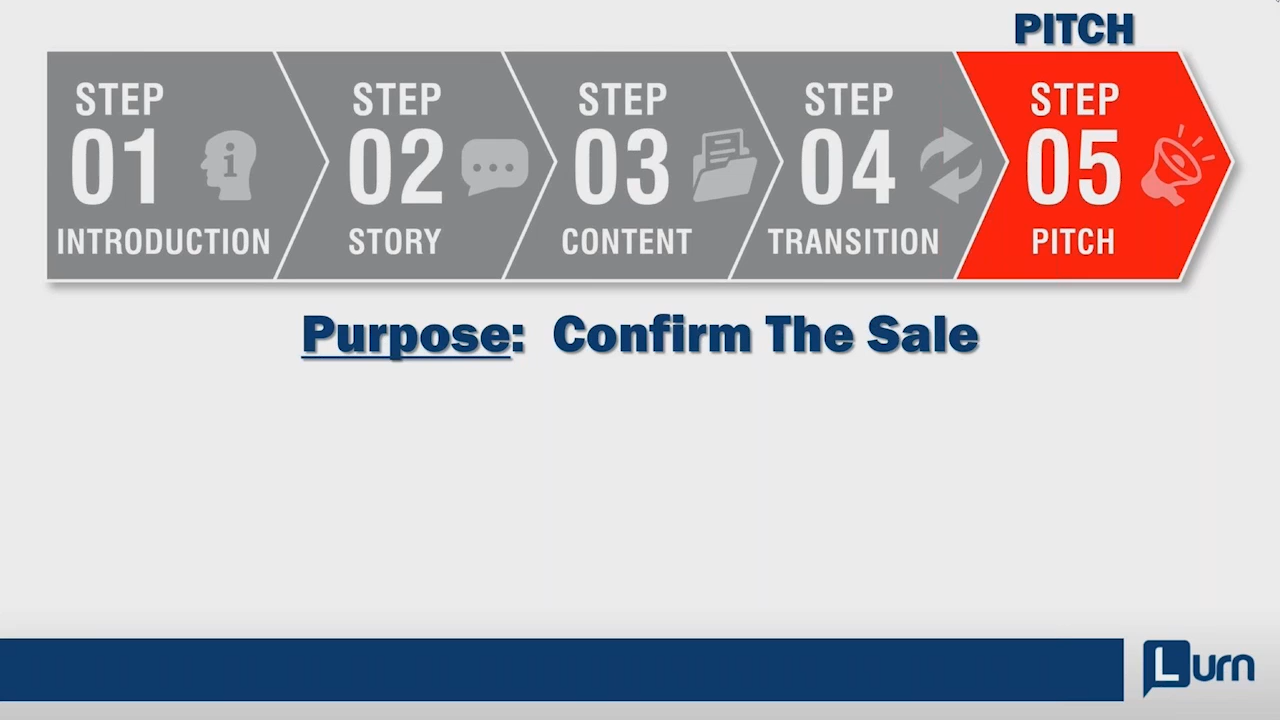 PITCH
STEP
01
INTRODUCTION
STEP
02
STORY
STEP
03
CONTENT
STEP
04
TRANSITION
STEP
05
PITCH
Purpose: Confirm The Sale
Lurn